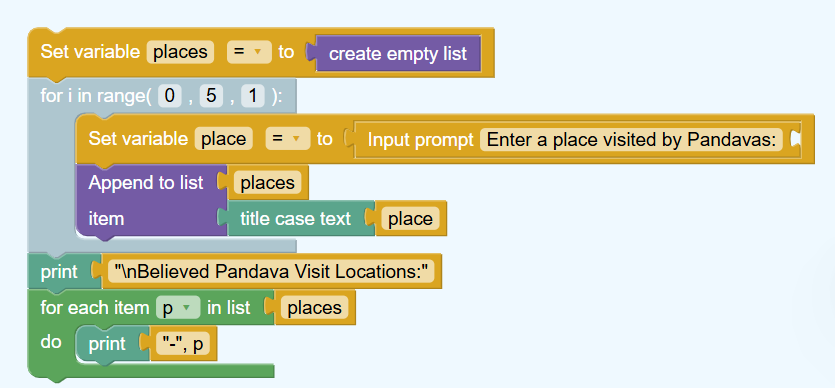 Set variable places = to create empty list
for i in range( 0 , 5 , 1 ):
Set variable place = to Input prompt Enter a place visited by Pandavas:
Append to list places
item title case text place
print "\nBelieved Pandava Visit Locations:"
for each item p in list places
do print "-", p